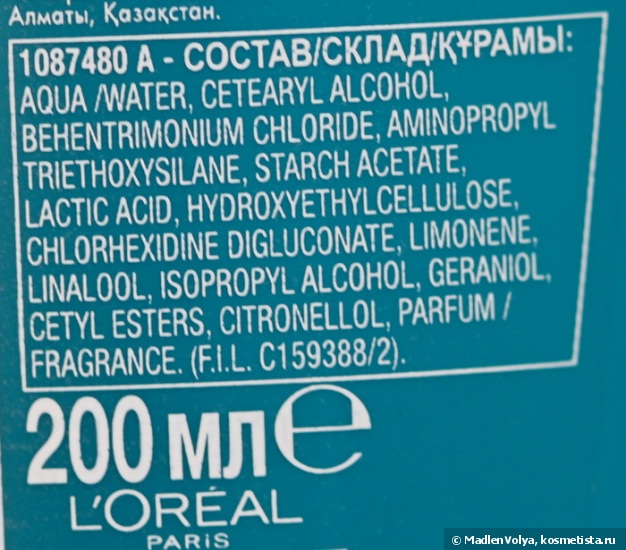 Алматы, Қазақстан.
1087480 A - СОСТАВ/СКЛАД/ҚҰРАМЫ:
AQUA /WATER, CETEARYL ALCOHOL,
BEHENTRIMONIUM CHLORIDE, AMINOPROPYL
TRIETHOXYSILANE, STARCH ACETATE,
LACTIC ACID, HYDROXYETHYLCELLULOSE,
CHLORHEXIDINE DIGLUCONATE, LIMONENE,
LINALOOL, ISOPROPYL ALCOHOL, GERANIOL,
CETYL ESTERS, CITRONELLOL, PARFUM /
FRAGRANCE. (F.I.L. C159388/2).
200 МЛ ℮
L'ORÉAL
PARIS
© MadlenVolya, kosmetista.ru